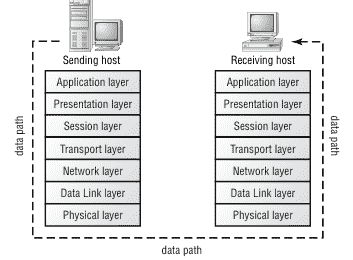 Sending host
Application layer
Presentation layer
Session layer
Transport layer
Network layer
Data Link layer
Physical layer
Receiving host
Application layer
Presentation layer
Session layer
Transport layer
Network layer
Data Link layer
Physical layer
data path
data path
data path